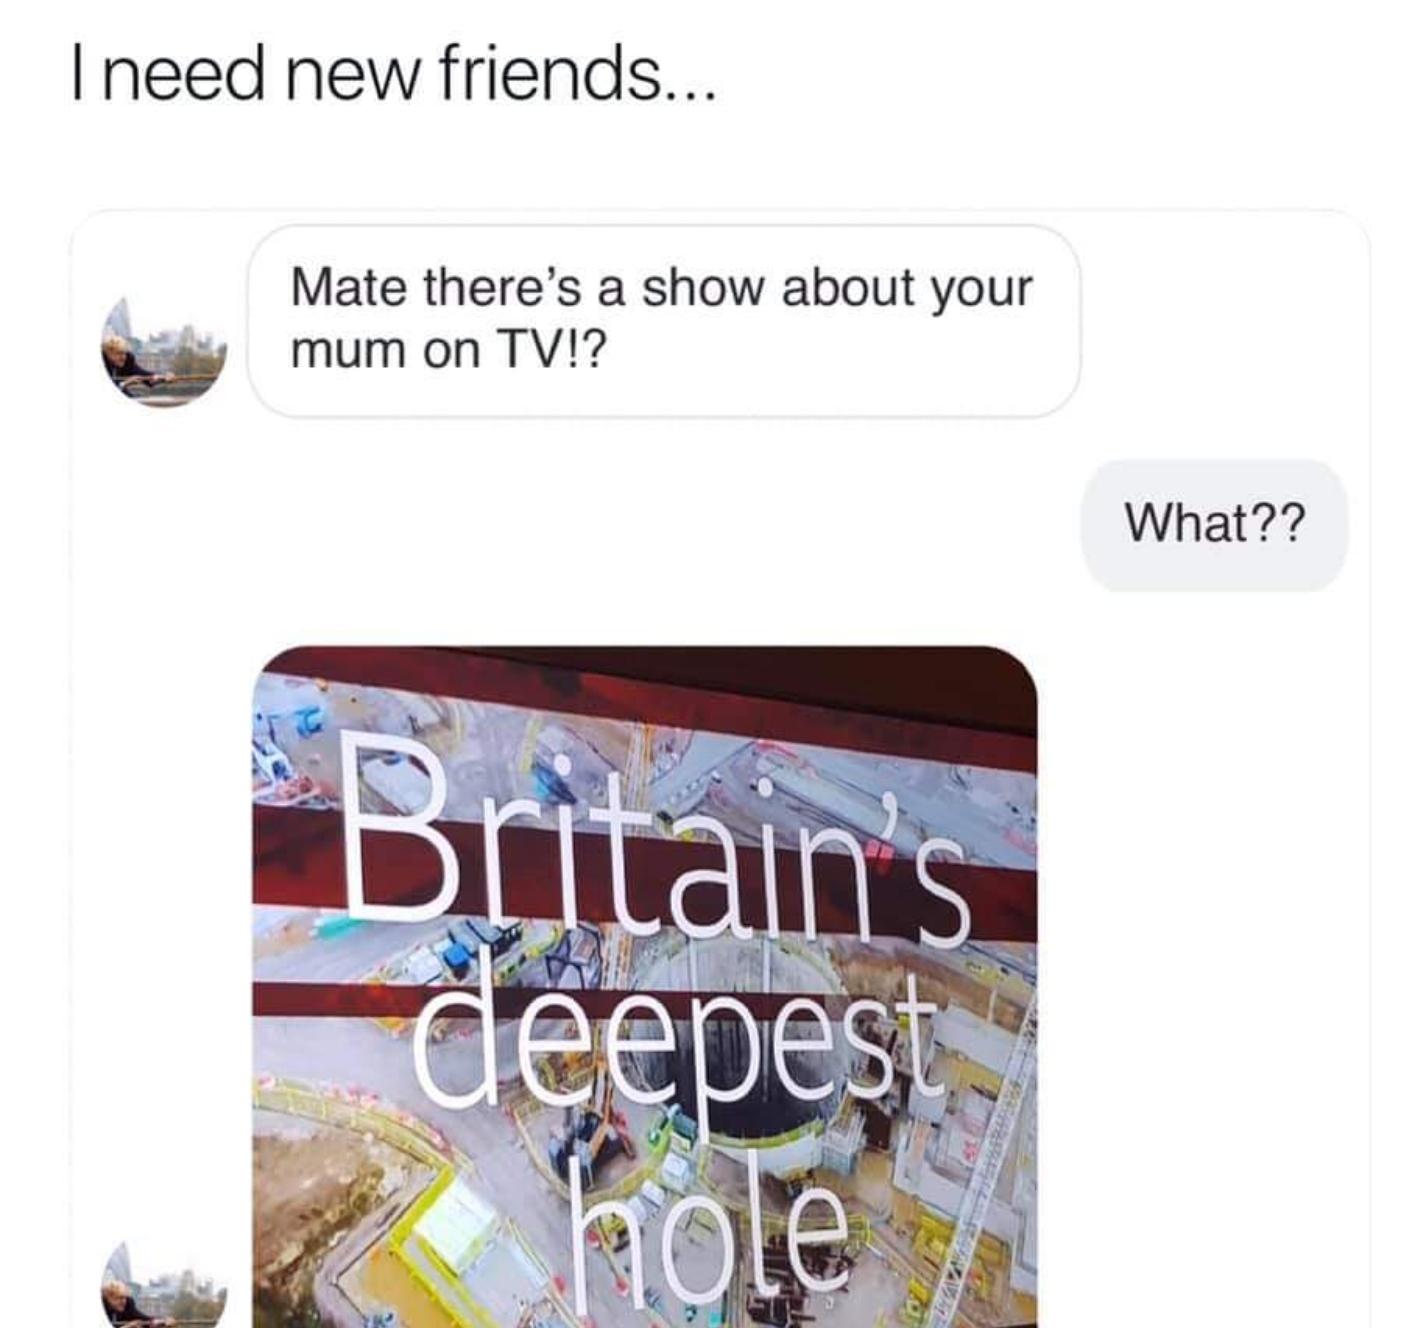 I need new friends...
Mate there’s a show about your
mum on TV!?
What??
Britain's
deepest
hole